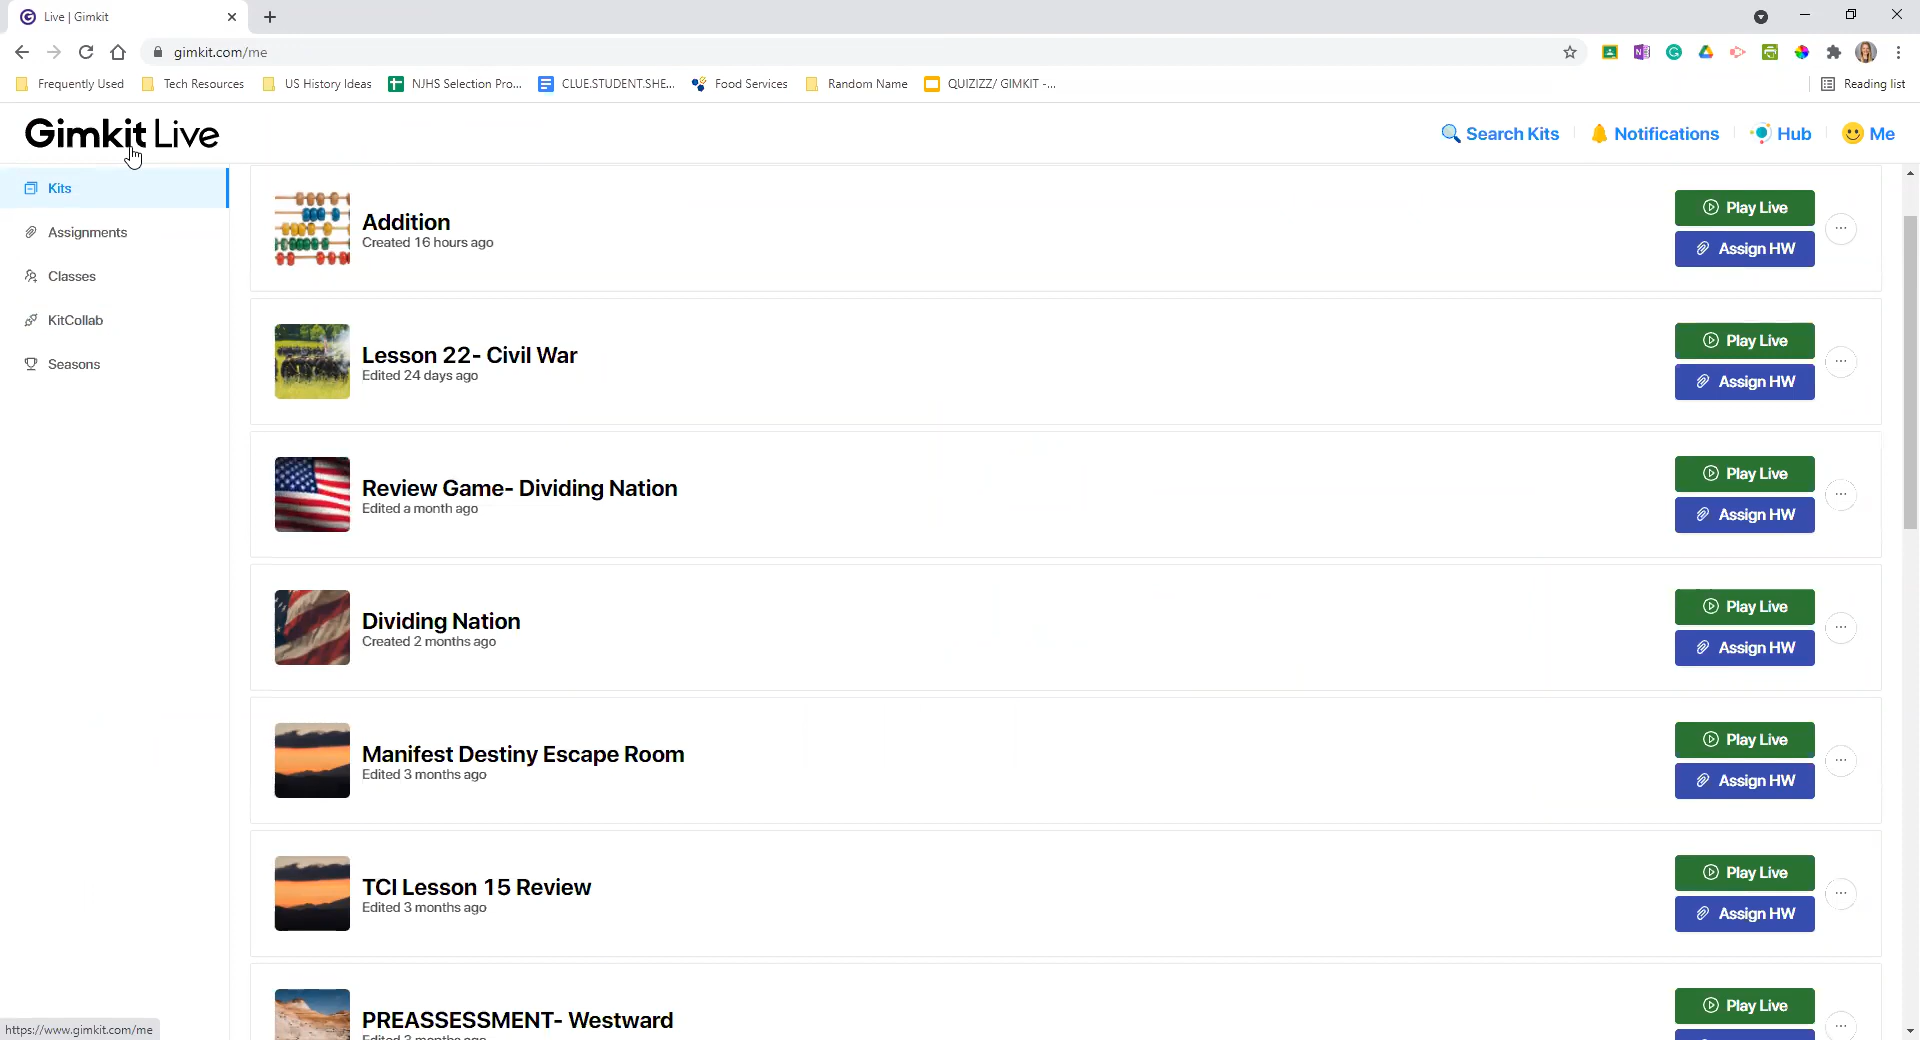 Live | Gimkit
gimkit.com/me
Frequently Used
Tech Resources
US History Ideas
NJHS Selection Pro...
CLUE.STUDENT.SHE...
Food Services
Random Name
QUIZIZZ/ GIMKIT -...
Reading list
Gimkit Live
Search Kits
Notifications
Hub
Me
Kits
Assignments
Classes
KitCollab
Seasons
Addition
Created 16 hours ago
Play Live
Assign HW
Lesson 22- Civil War
Edited 24 days ago
Play Live
Assign HW
Review Game- Dividing Nation
Edited a month ago
Play Live
Assign HW
Dividing Nation
Created 2 months ago
Play Live
Assign HW
Manifest Destiny Escape Room
Edited 3 months ago
Play Live
Assign HW
TCI Lesson 15 Review
Edited 3 months ago
Play Live
Assign HW
PREASSESSMENT- Westward
Edited 3 months ago
Play Live
https://www.gimkit.com/me